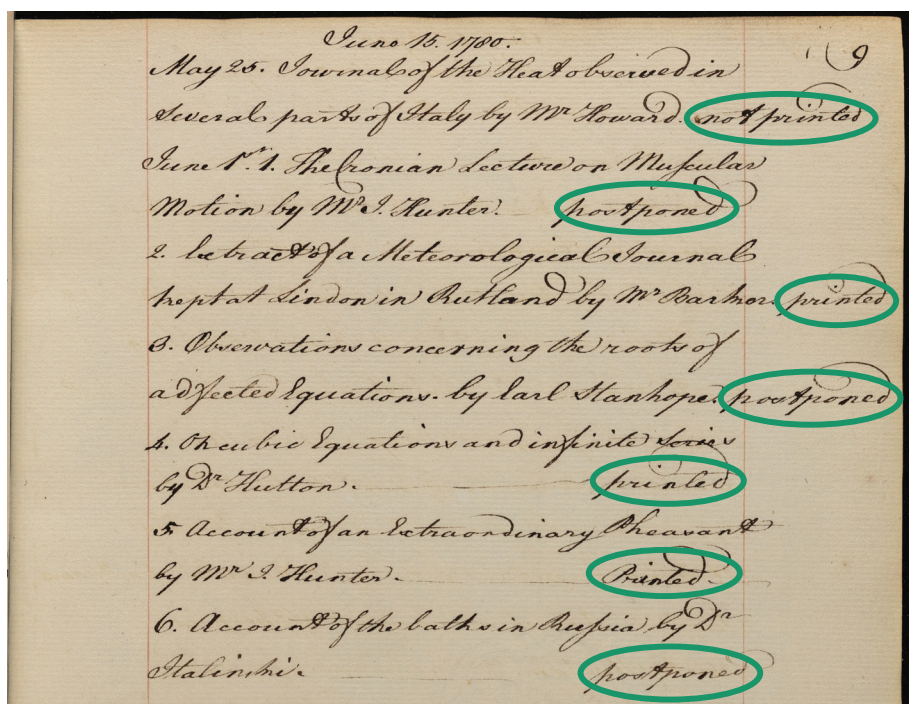 June 15. 1780.
9
May 25. Journal of the Heat observed in
several parts of Italy by Mr Howard. not printed
June 1st. 1. The Cronian Lecture on Muscular
Motion by Mr J. Hunter. postponed
2. Extract of a Meteorological Journal
kept at Lindon in Rutland by Mr Barker. printed
3. Observations concerning the roots of
adfected Equations. by Earl Stanhope. postponed
4. On cubic Equations and infinite series
by Dr Hutton. printed
5. Account of an Extraordinary Pheasant
by Mr J. Hunter. Printed.
6. Account of the baths in Russia by Dr
Italinski. postponed